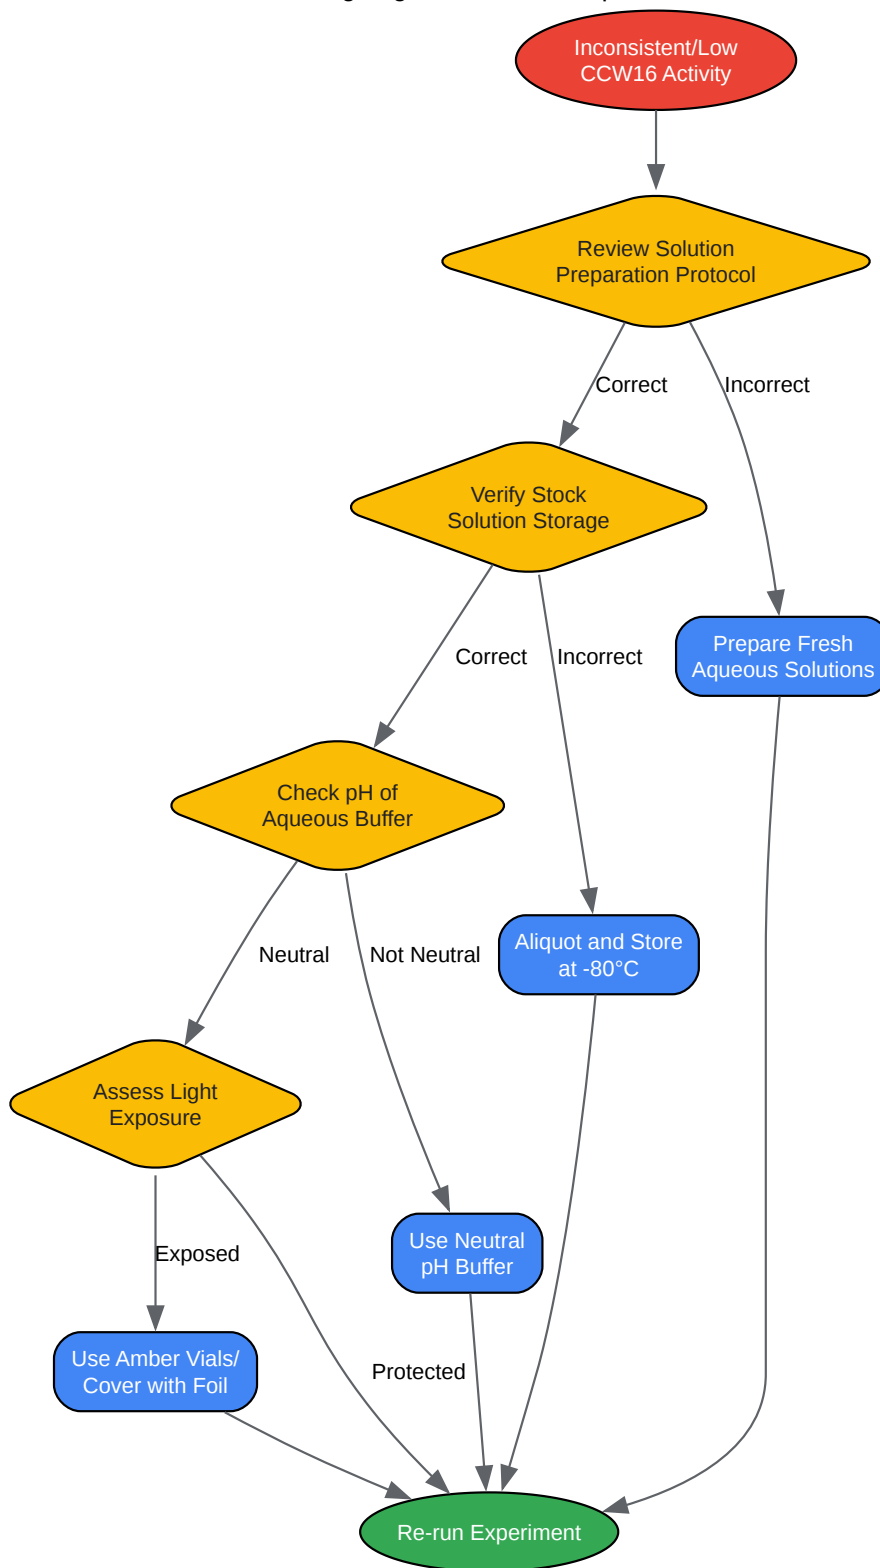 Inconsistent/Low
CCW16 Activity
Review Solution
Preparation Protocol
Correct
Incorrect
Verify Stock
Solution Storage
Correct
Incorrect
Prepare Fresh
Aqueous Solutions
Check pH of
Aqueous Buffer
Neutral
Not Neutral
Aliquot and Store
at -80°C
Assess Light
Exposure
Exposed
Use Neutral
pH Buffer
Use Amber Vials/
Cover with Foil
Protected
Re-run Experiment